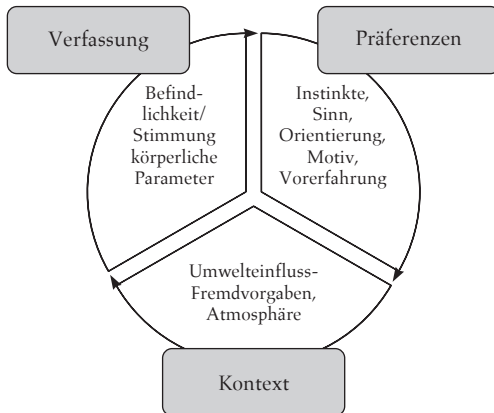 Verfassung
Präferenzen
Befind-
lichkeit/
Stimmung
körperliche
Parameter
Instinkte,
Sinn,
Orientierung,
Motiv,
Vorerfahrung
Umwelteinfluss-
Fremdvorgaben,
Atmosphäre
Kontext